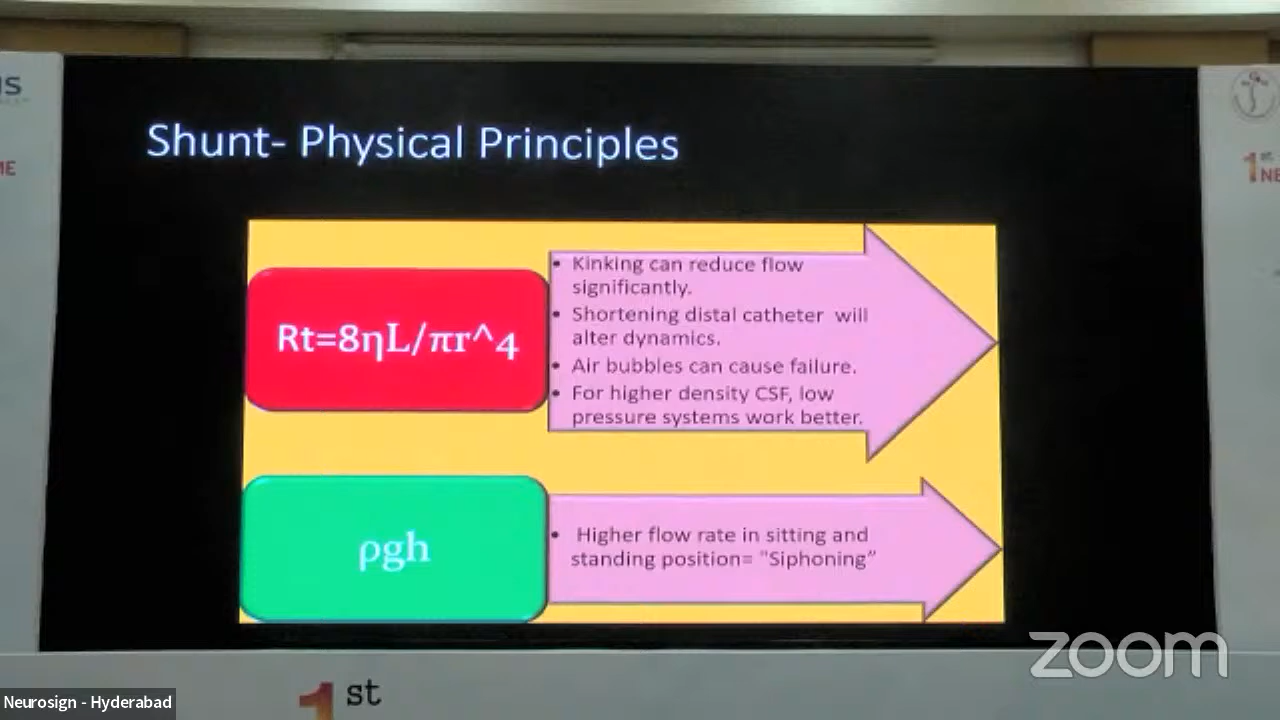 Shunt- Physical Principles
Rt=8ηL/πr^4
• Kinking can reduce flow
significantly.
• Shortening distal catheter will
alter dynamics.
• Air bubbles can cause failure.
• For higher density CSF, low
pressure systems work better.
ρgh
• Higher flow rate in sitting and
standing position= "Siphoning”
zoom
Neurosign - Hyderabad
1st
1st